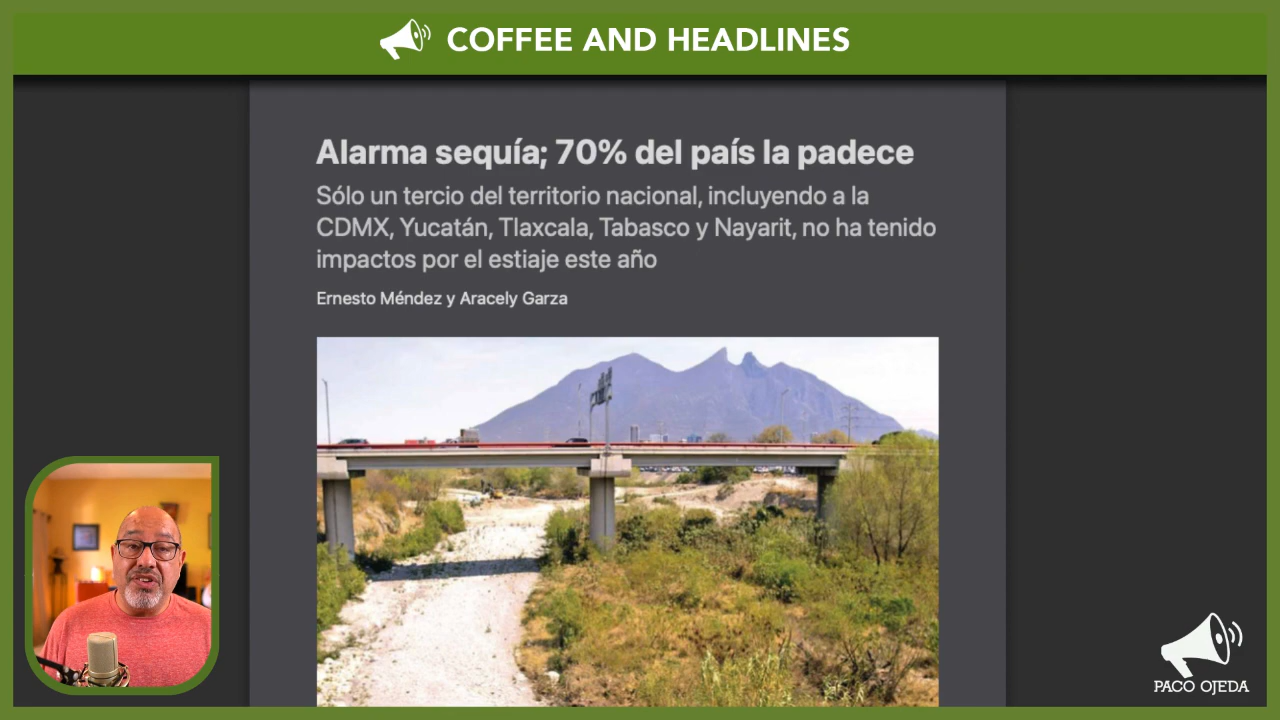 COFFEE AND HEADLINES
Alarma sequía; 70% del país la padece
Sólo un tercio del territorio nacional, incluyendo a la
CDMX, Yucatán, Tlaxcala, Tabasco y Nayarit, no ha tenido
impactos por el estiaje este año
Ernesto Méndez y Aracely Garza
PACO OJEDA